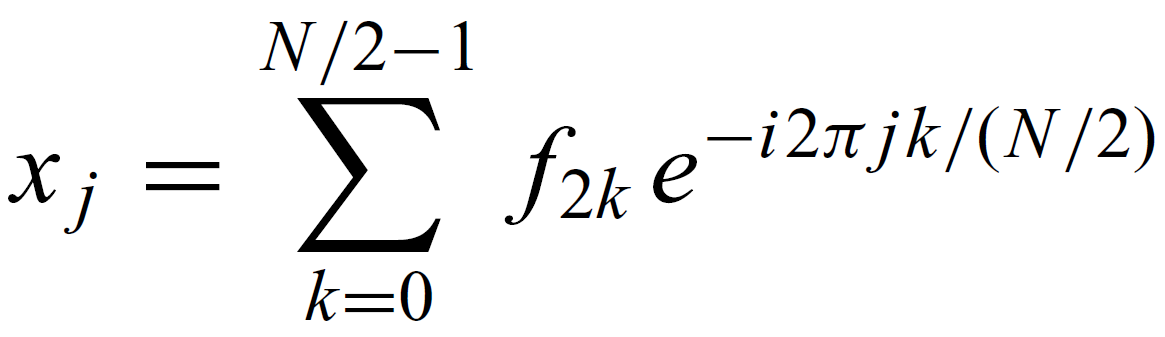 x_j = \sum_{k=0}^{N/2-1} f_{2k} e^{-i2\pi jk/(N/2)}